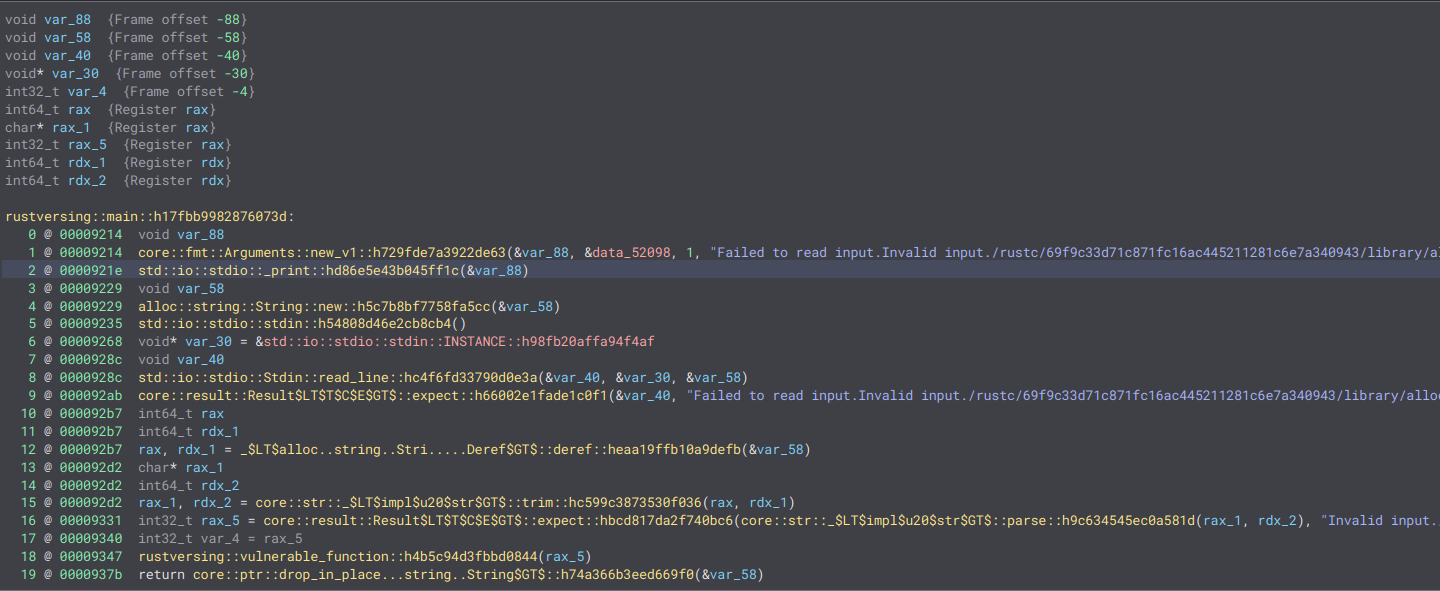 void var_88  {Frame offset -88}
void var_58  {Frame offset -58}
void var_40  {Frame offset -40}
void* var_30  {Frame offset -30}
int32_t var_4  {Frame offset -4}
int64_t rax  {Register rax}
char* rax_1  {Register rax}
int32_t rax_5  {Register rax}
int64_t rdx_1  {Register rdx}
int64_t rdx_2  {Register rdx}
rustversing::main::h17fbb9982876073d:
0 @ 00009214  void var_88
1 @ 00009214  core::fmt::Arguments::new_v1::h729fde7a3922de63(&var_88, &data_52098, 1, "Failed to read input.Invalid input./rustc/69f9c33d71c871fc16ac445211281c6e7a340943/library/al
2 @ 0000921e  std::io::stdio::_print::hd86e5e43b045ff1c(&var_88)
3 @ 00009229  void var_58
4 @ 00009229  alloc::string::String::new::h5c7b8bf7758fa5cc(&var_58)
5 @ 00009235  std::io::stdio::stdin::h54808d46e2cb8cb4()
6 @ 00009268  void* var_30 = &std::io::stdio::stdin::INSTANCE::h98fb20affa94f4af
7 @ 0000928c  void var_40
8 @ 0000928c  std::io::stdio::Stdin::read_line::hc4f6fd33790d0e3a(&var_40, &var_30, &var_58)
9 @ 000092ab  core::result::Result$LT$T$C$E$GT$::expect::h66002e1fade1c0f1(&var_40, "Failed to read input.Invalid input./rustc/69f9c33d71c871fc16ac445211281c6e7a340943/library/alloc
10 @ 000092b7  int64_t rax
11 @ 000092b7  int64_t rdx_1
12 @ 000092b7  rax, rdx_1 = _$LT$alloc..string..Stri.....Deref$GT$::deref::heaa19ffb10a9defb(&var_58)
13 @ 000092d2  char* rax_1
14 @ 000092d2  int64_t rdx_2
15 @ 000092d2  rax_1, rdx_2 = core::str::_$LT$impl$u20$str$GT$::trim::hc599c3873530f036(rax, rdx_1)
16 @ 00009331  int32_t rax_5 = core::result::Result$LT$T$C$E$GT$::expect::hbcd817da2f740bc6(core::str::_$LT$impl$u20$str$GT$::parse::h9c634545ec0a581d(rax_1, rdx_2), "Invalid input.
17 @ 00009340  int32_t var_4 = rax_5
18 @ 00009347  rustversing::vulnerable_function::h4b5c94d3fbbd0844(rax_5)
19 @ 0000937b  return core::ptr::drop_in_place...string..String$GT$::h74a366b3eed669f0(&var_58)